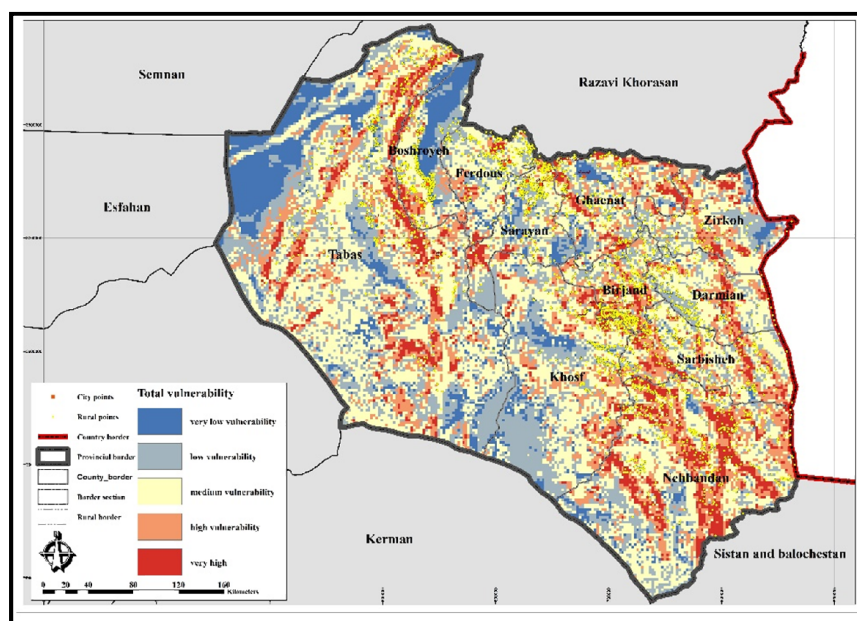 Semnan
Razavi Khorasan
Boshroyeh
Ferdous
Ghaenat
Esfahan
Zirkoh
Sarayan
Tabas
Birjand
Darmian
Sarbisheh
Khosf
Nehbandan
Kerman
Sistan and balochestan
City points
Rural points
Country border
Provincial border
County_border
Border section
Rural border
Total vulnerability
very low vulnerability
low vulnerability
medium vulnerability
high vulnerability
very high
0 20 40 80 120 160
Kilometers